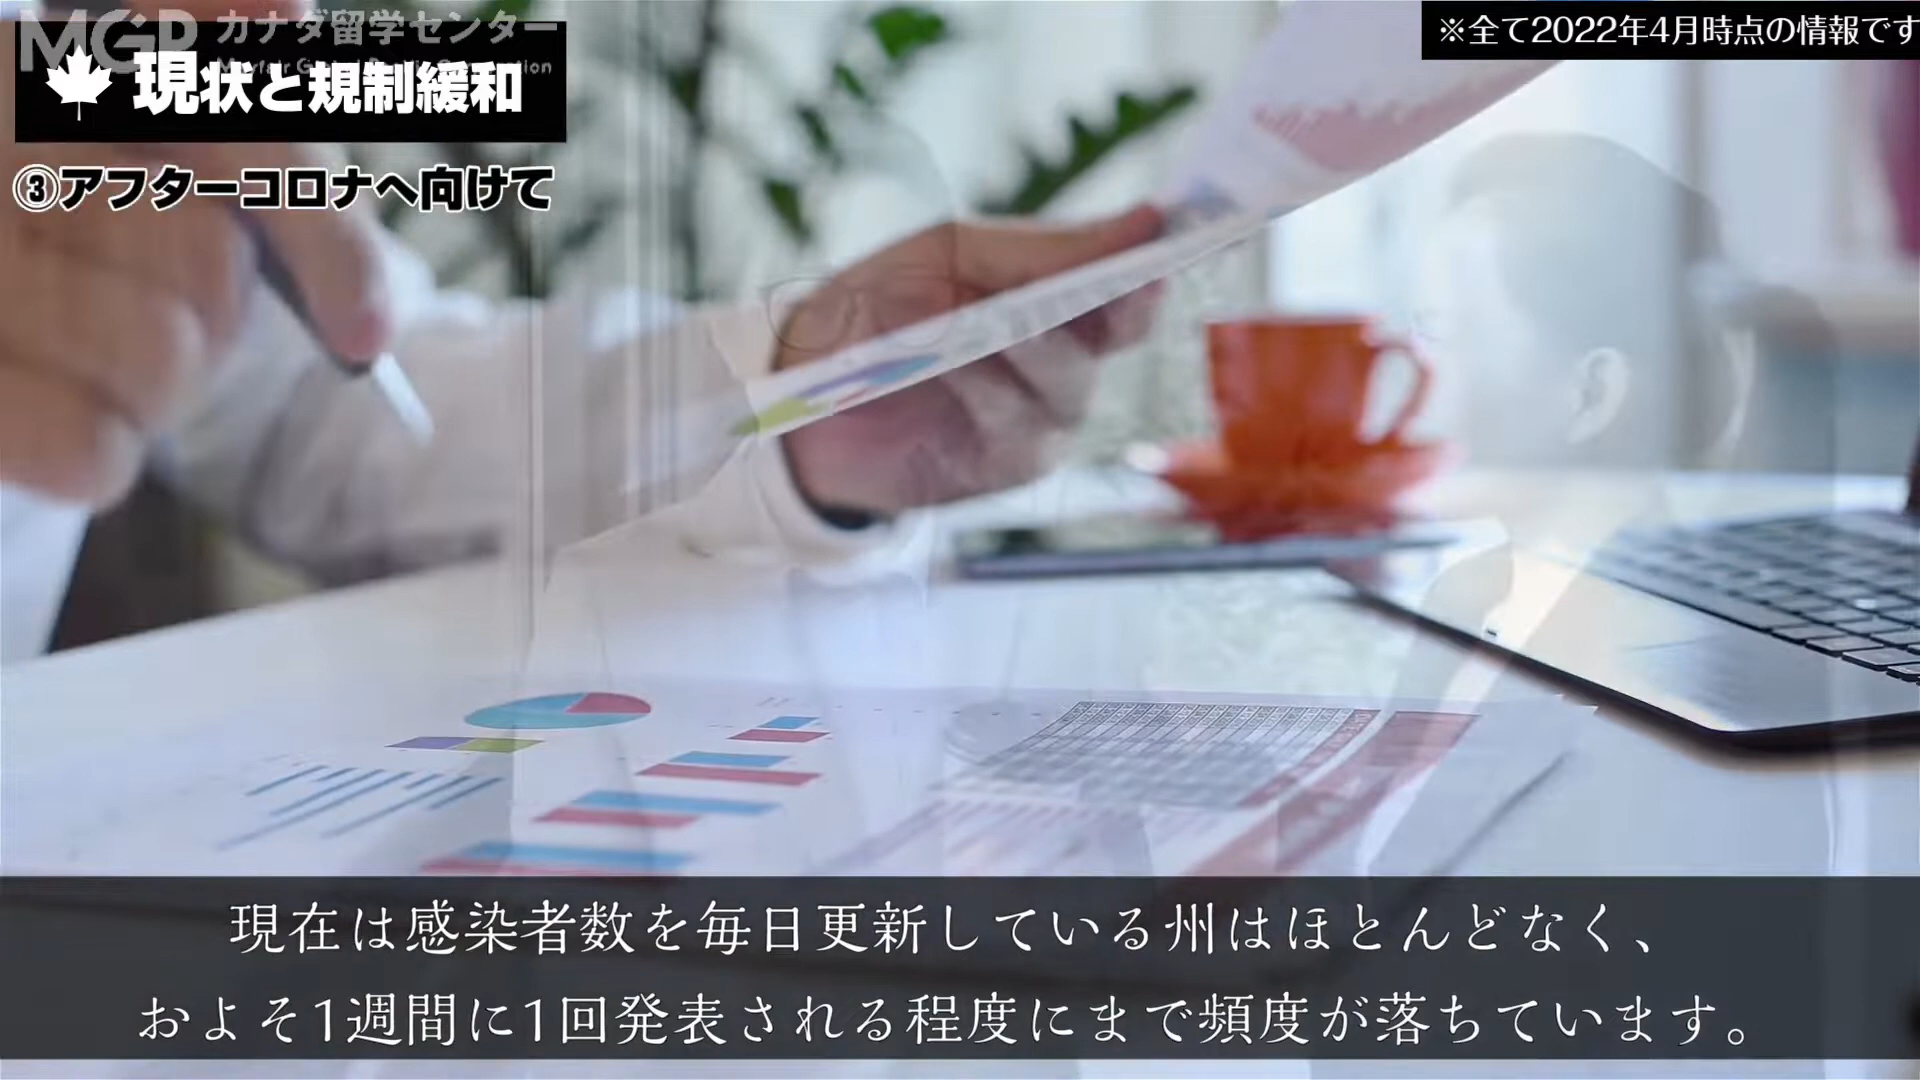 MGP カナダ留学センター
現状と規制緩和
③アフターコロナへ向けて
※全て2022年4月時点の情報です
現在は感染者数を毎日更新している州はほとんどなく、
およそ1週間に1回発表される程度にまで頻度が落ちています。